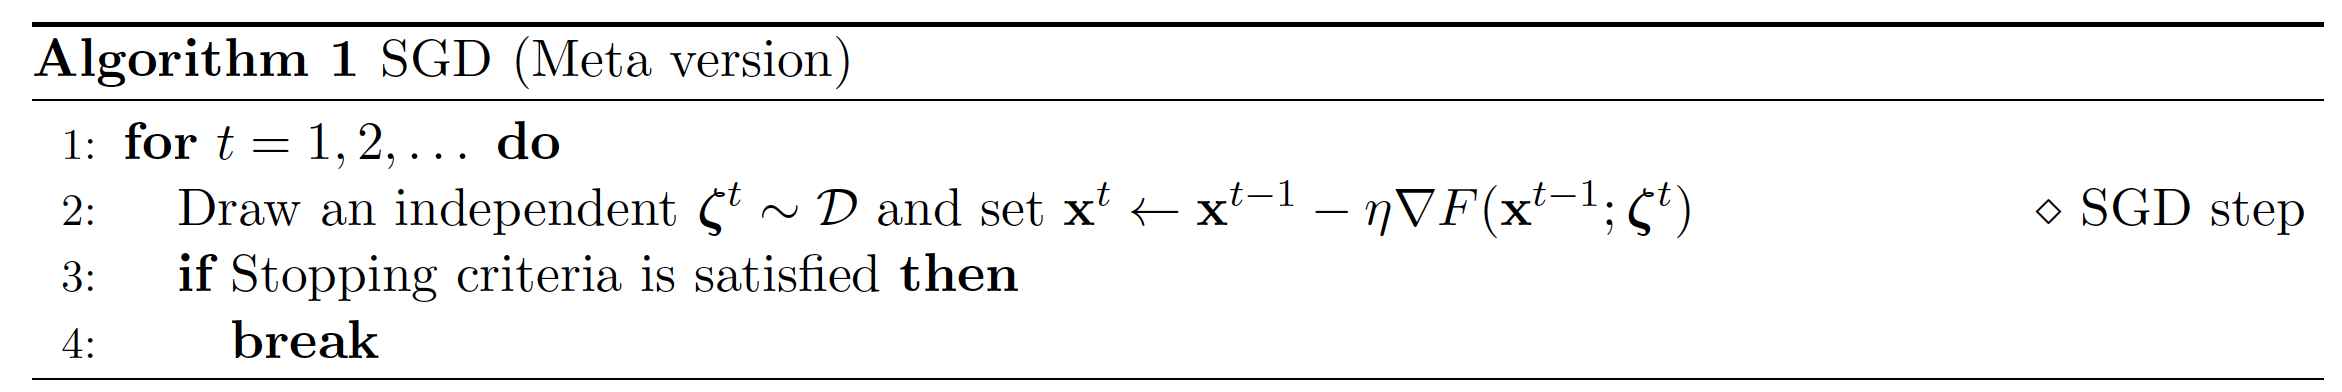 Algorithm 1 SGD (Meta version)
1: for t = 1, 2, . . . do
2: Draw an independent ζ^t ∼ 𝒟 and set x^t ← x^{t−1} − η∇F(x^{t−1}; ζ^t) ⋄ SGD step
3: if Stopping criteria is satisfied then
4: break